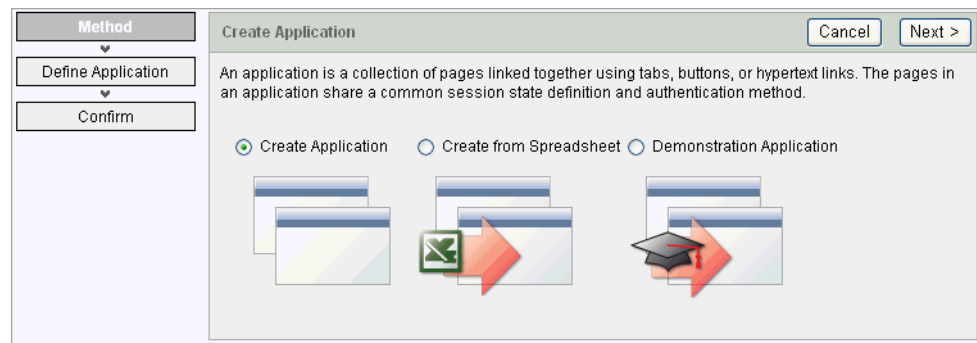 Method
Define Application
Confirm
Create Application
Cancel
Next >
An application is a collection of pages linked together using tabs, buttons, or hypertext links. The pages in
an application share a common session state definition and authentication method.
Create Application
Create from Spreadsheet
Demonstration Application